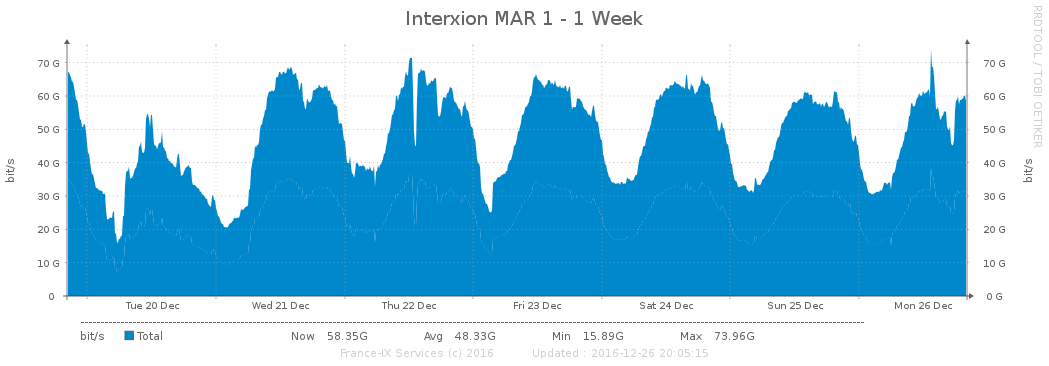 Interxion MAR 1 - 1 Week
RRDTOOL / TOBI OETIKER
bit/s
bit/s
70 G 70 G
60 G 60 G
50 G 50 G
40 G 40 G
30 G 30 G
20 G 20 G
10 G 10 G
0 0 G
Tue 20 Dec Wed 21 Dec Thu 22 Dec Fri 23 Dec Sat 24 Dec Sun 25 Dec Mon 26 Dec
bit/s Total Now 58.35G Avg 48.33G Min 15.89G Max 73.96G
France-IX Services (c) 2016 Updated : 2016-12-26 20:05:15